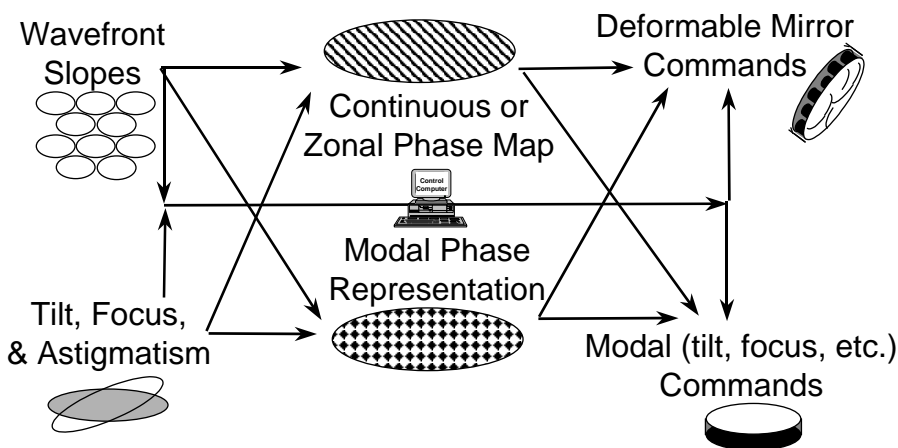 Wavefront
Slopes
Continuous or
Zonal Phase Map
Deformable Mirror
Commands
Control
Computer
Modal Phase
Representation
Tilt, Focus,
& Astigmatism
Modal (tilt, focus, etc.)
Commands